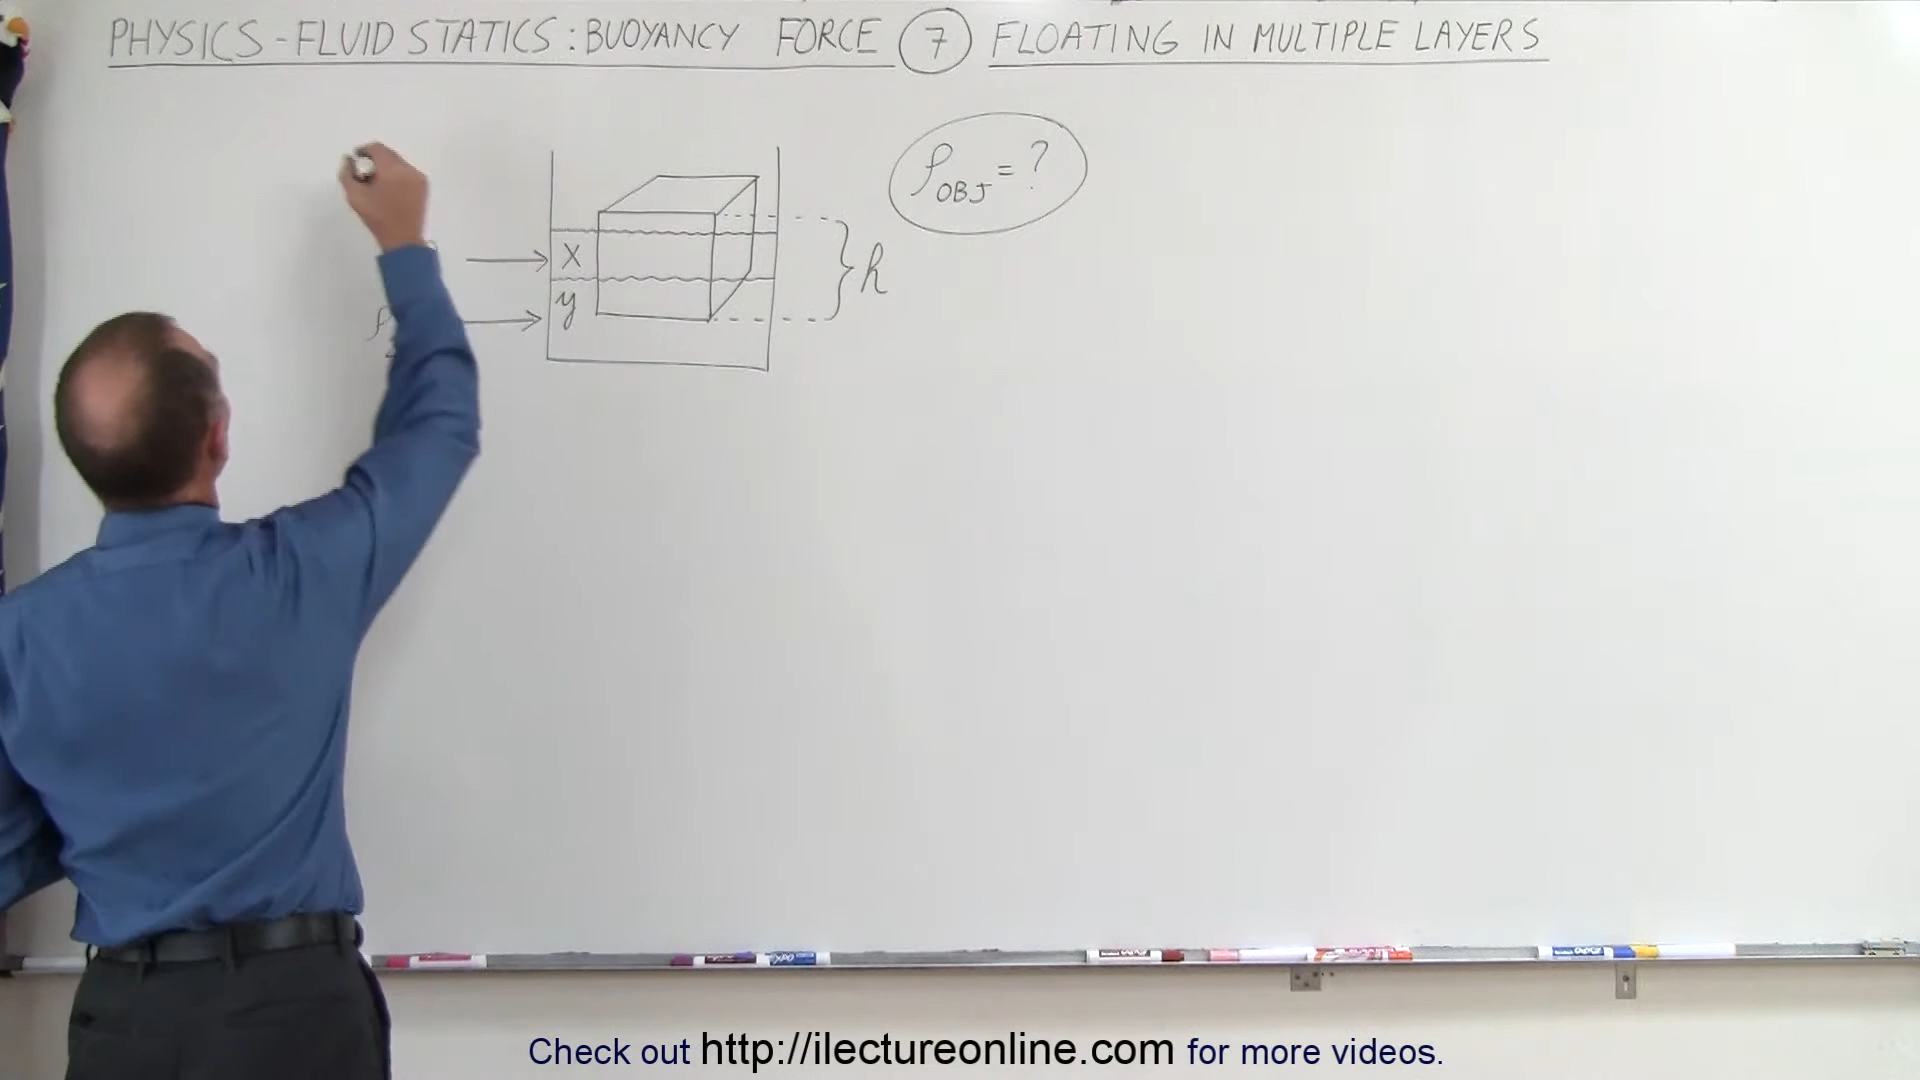 PHYSICS - FLUID STATICS : BUOYANCY FORCE 7 FLOATING IN MULTIPLE LAYERS
ρOBJ = ?
x
h
y
Check out http://ilectureonline.com for more videos.